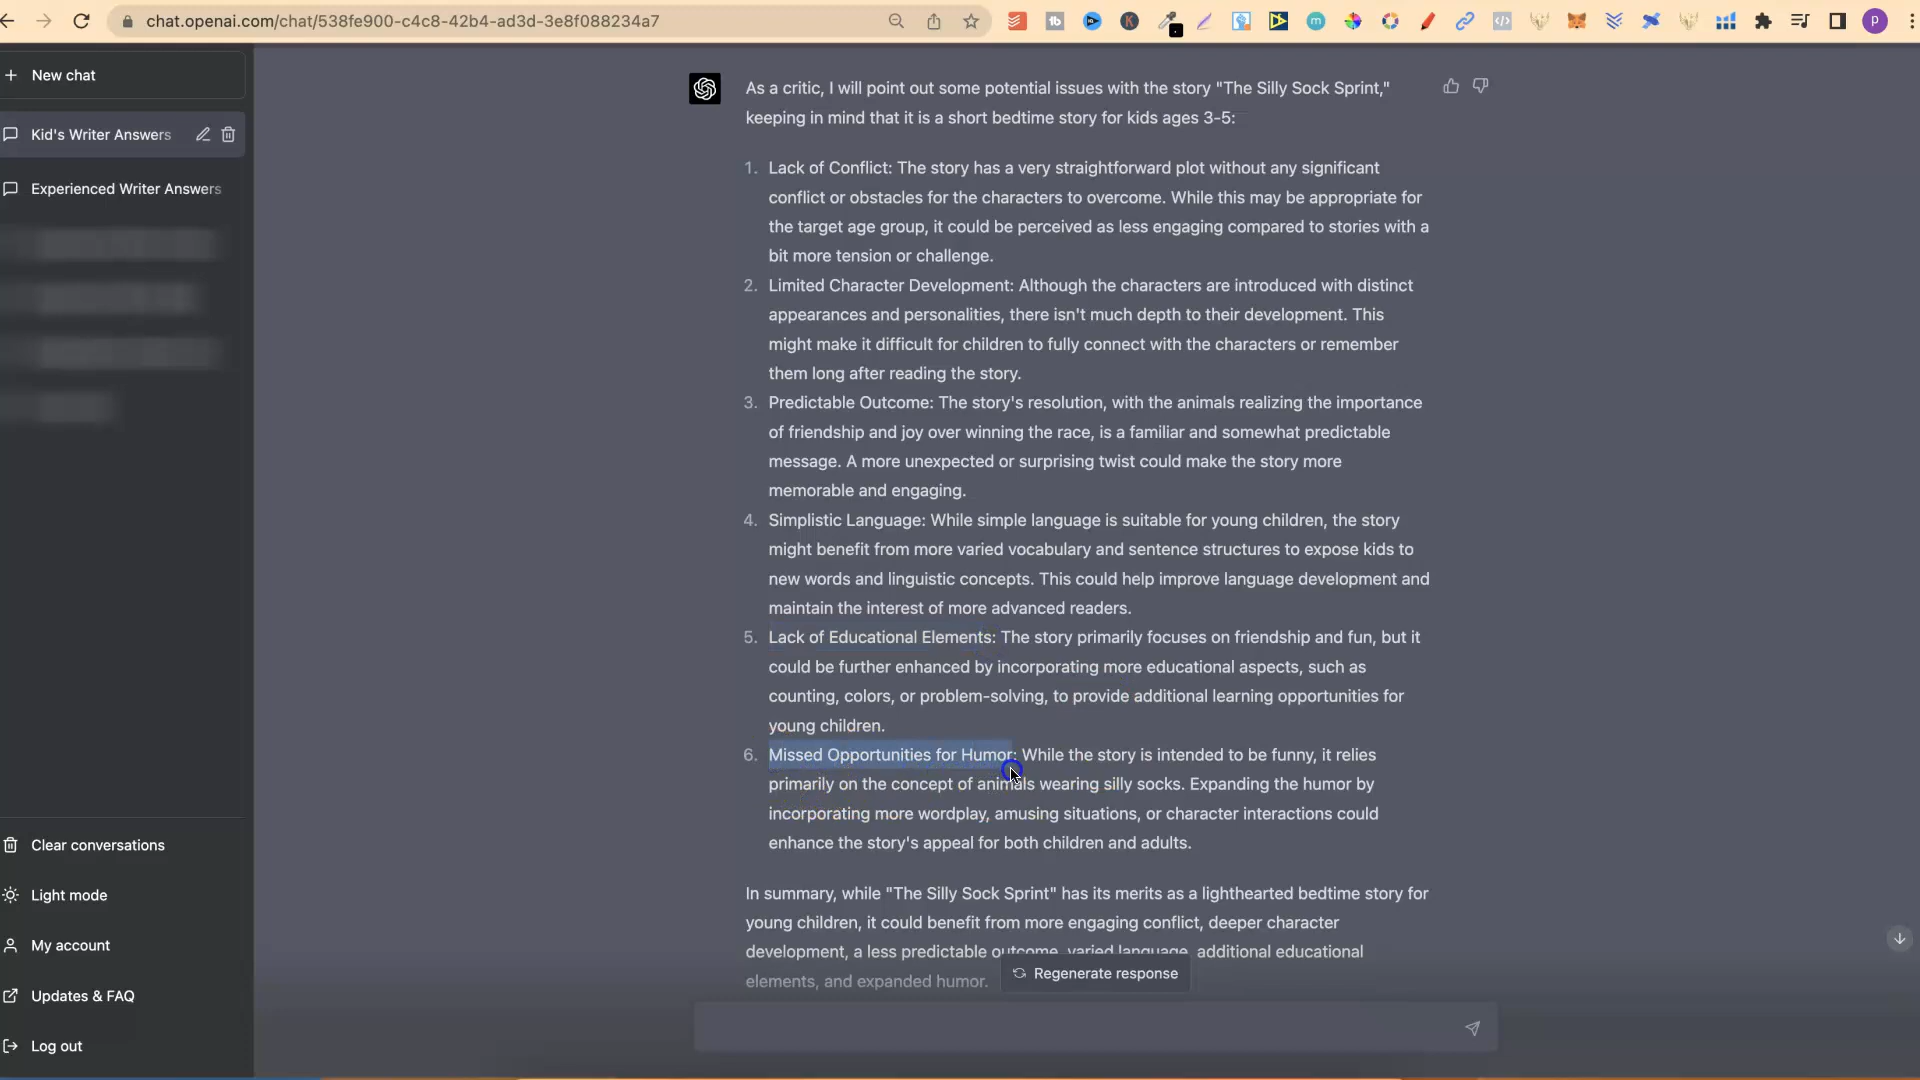 chat.openai.com/chat/538fe900-c4c8-42b4-ad3d-3e8f088234a7
P
New chat
Kid's Writer Answers
Experienced Writer Answers
Clear conversations
Light mode
My account
Updates & FAQ
Log out
As a critic, I will point out some potential issues with the story "The Silly Sock Sprint,"
keeping in mind that it is a short bedtime story for kids ages 3-5:
1. Lack of Conflict: The story has a very straightforward plot without any significant
conflict or obstacles for the characters to overcome. While this may be appropriate for
the target age group, it could be perceived as less engaging compared to stories with a
bit more tension or challenge.
2. Limited Character Development: Although the characters are introduced with distinct
appearances and personalities, there isn't much depth to their development. This
might make it difficult for children to fully connect with the characters or remember
them long after reading the story.
3. Predictable Outcome: The story's resolution, with the animals realizing the importance
of friendship and joy over winning the race, is a familiar and somewhat predictable
message. A more unexpected or surprising twist could make the story more
memorable and engaging.
4. Simplistic Language: While simple language is suitable for young children, the story
might benefit from more varied vocabulary and sentence structures to expose kids to
new words and linguistic concepts. This could help improve language development and
maintain the interest of more advanced readers.
5. Lack of Educational Elements: The story primarily focuses on friendship and fun, but it
could be further enhanced by incorporating more educational aspects, such as
counting, colors, or problem-solving, to provide additional learning opportunities for
young children.
6. Missed Opportunities for Humor: While the story is intended to be funny, it relies
primarily on the concept of animals wearing silly socks. Expanding the humor by
incorporating more wordplay, amusing situations, or character interactions could
enhance the story's appeal for both children and adults.
In summary, while "The Silly Sock Sprint" has its merits as a lighthearted bedtime story for
young children, it could benefit from more engaging conflict, deeper character
development, a less predictable outcome, varied language, additional educational
elements, and expanded humor.
Regenerate response